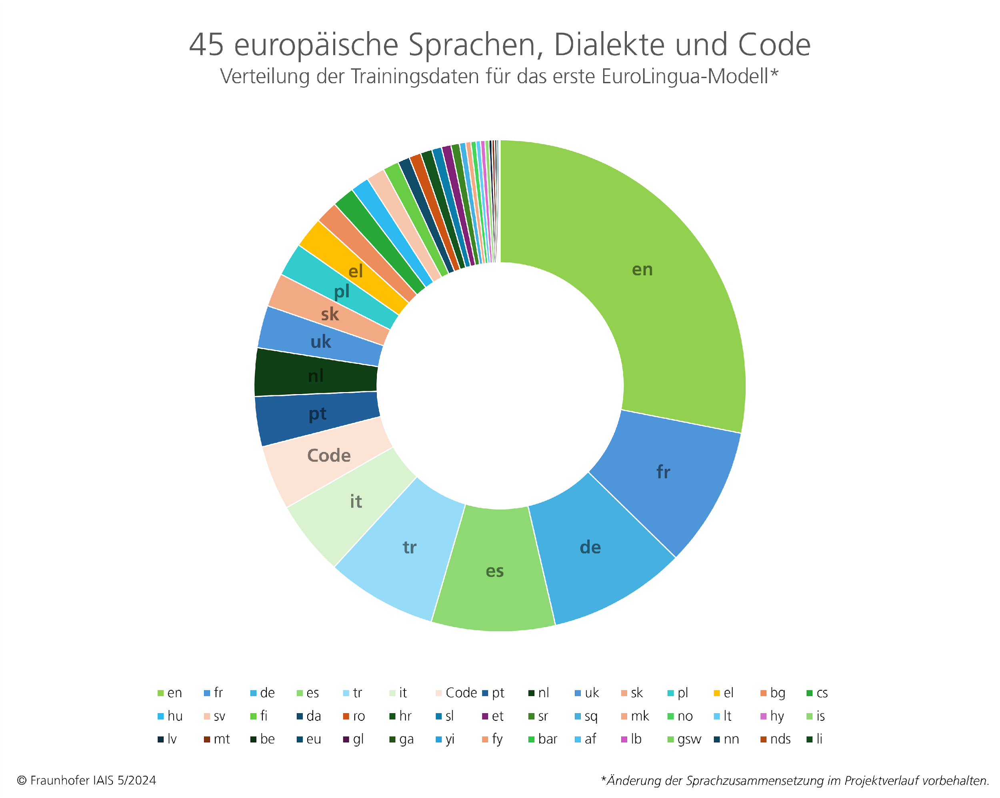 45 europäische Sprachen, Dialekte und Code
Verteilung der Trainingsdaten für das erste EuroLingua-Modell*
en
fr
de
es
tr
it
Code
pt
nl
uk
sk
pl
el
en fr de es tr it Code pt nl uk sk pl el bg cs
hu sv fi da ro hr sl et sr sq mk no lt hy is
lv mt be eu gl ga yi fy bar af lb gsw nn nds li
© Fraunhofer IAIS 5/2024
*Änderung der Sprachzusammensetzung im Projektverlauf vorbehalten.